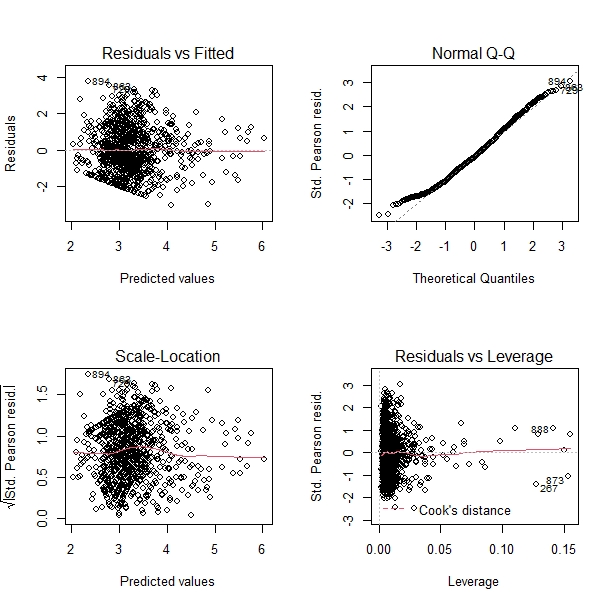 Residuals vs Fitted
Residuals
4
2
0
-2
894
863
2 3 4 5 6
Predicted values
Normal Q-Q
Std. Pearson resid.
3
2
1
0
-1
-2
894
863
-3 -2 -1 0 1 2 3
Theoretical Quantiles
Scale-Location
√|Std. Pearson resid.|
1.5
1.0
0.5
0.0
894
863
2 3 4 5 6
Predicted values
Residuals vs Leverage
Std. Pearson resid.
3
2
1
0
-1
-2
-3
888
873
267
Cook's distance
0.00 0.05 0.10 0.15
Leverage